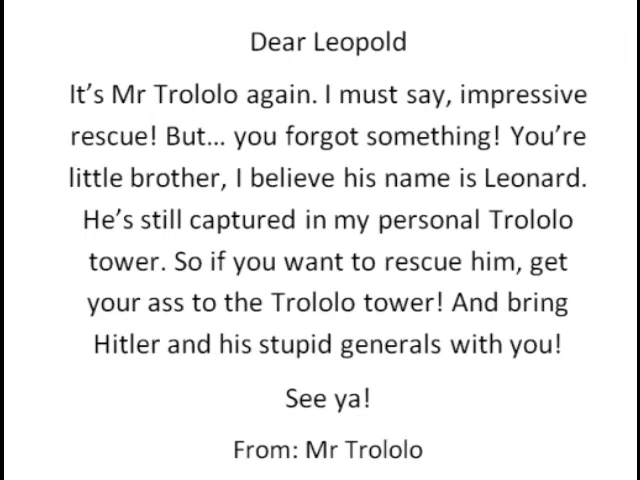 Dear Leopold
It’s Mr Trololo again. I must say, impressive
rescue! But… you forgot something! You’re
little brother, I believe his name is Leonard.
He’s still captured in my personal Trololo
tower. So if you want to rescue him, get
your ass to the Trololo tower! And bring
Hitler and his stupid generals with you!
See ya!
From: Mr Trololo